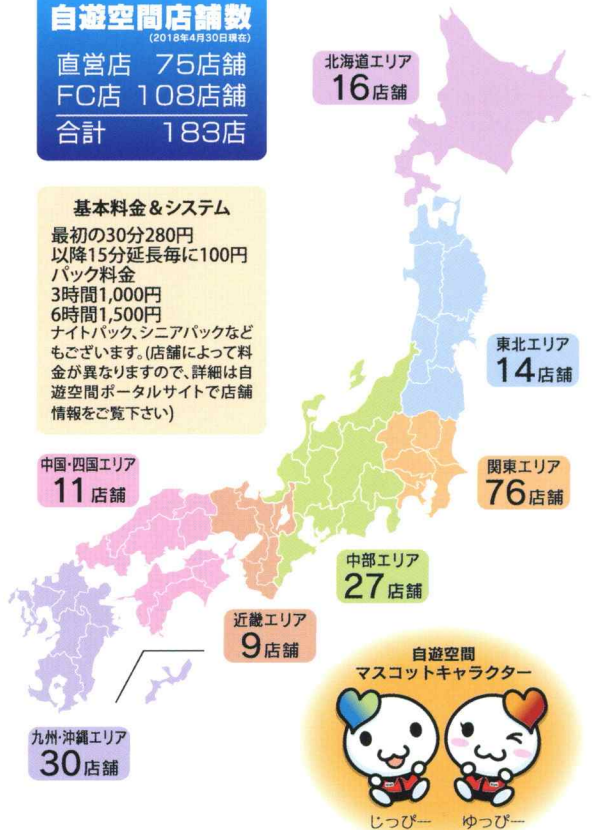 自遊空間店舗数
(2018年4月30日現在)
直営店 75店舗
FC店 108店舗
合計 183店
北海道エリア
16店舗
基本料金&システム
最初の30分280円
以降15分延長毎に100円
パック料金
3時間1,000円
6時間1,500円
ナイトパック、シニアパックなど
もございます。(店舗によって料
金が異なりますので、詳細は自
遊空間ポータルサイトで店舗
情報をご覧下さい)
東北エリア
14店舗
中国・四国エリア
11店舗
関東エリア
76店舗
中部エリア
27店舗
近畿エリア
9店舗
九州・沖縄エリア
30店舗
自遊空間
マスコットキャラクター
じっぴー ゆっぴー